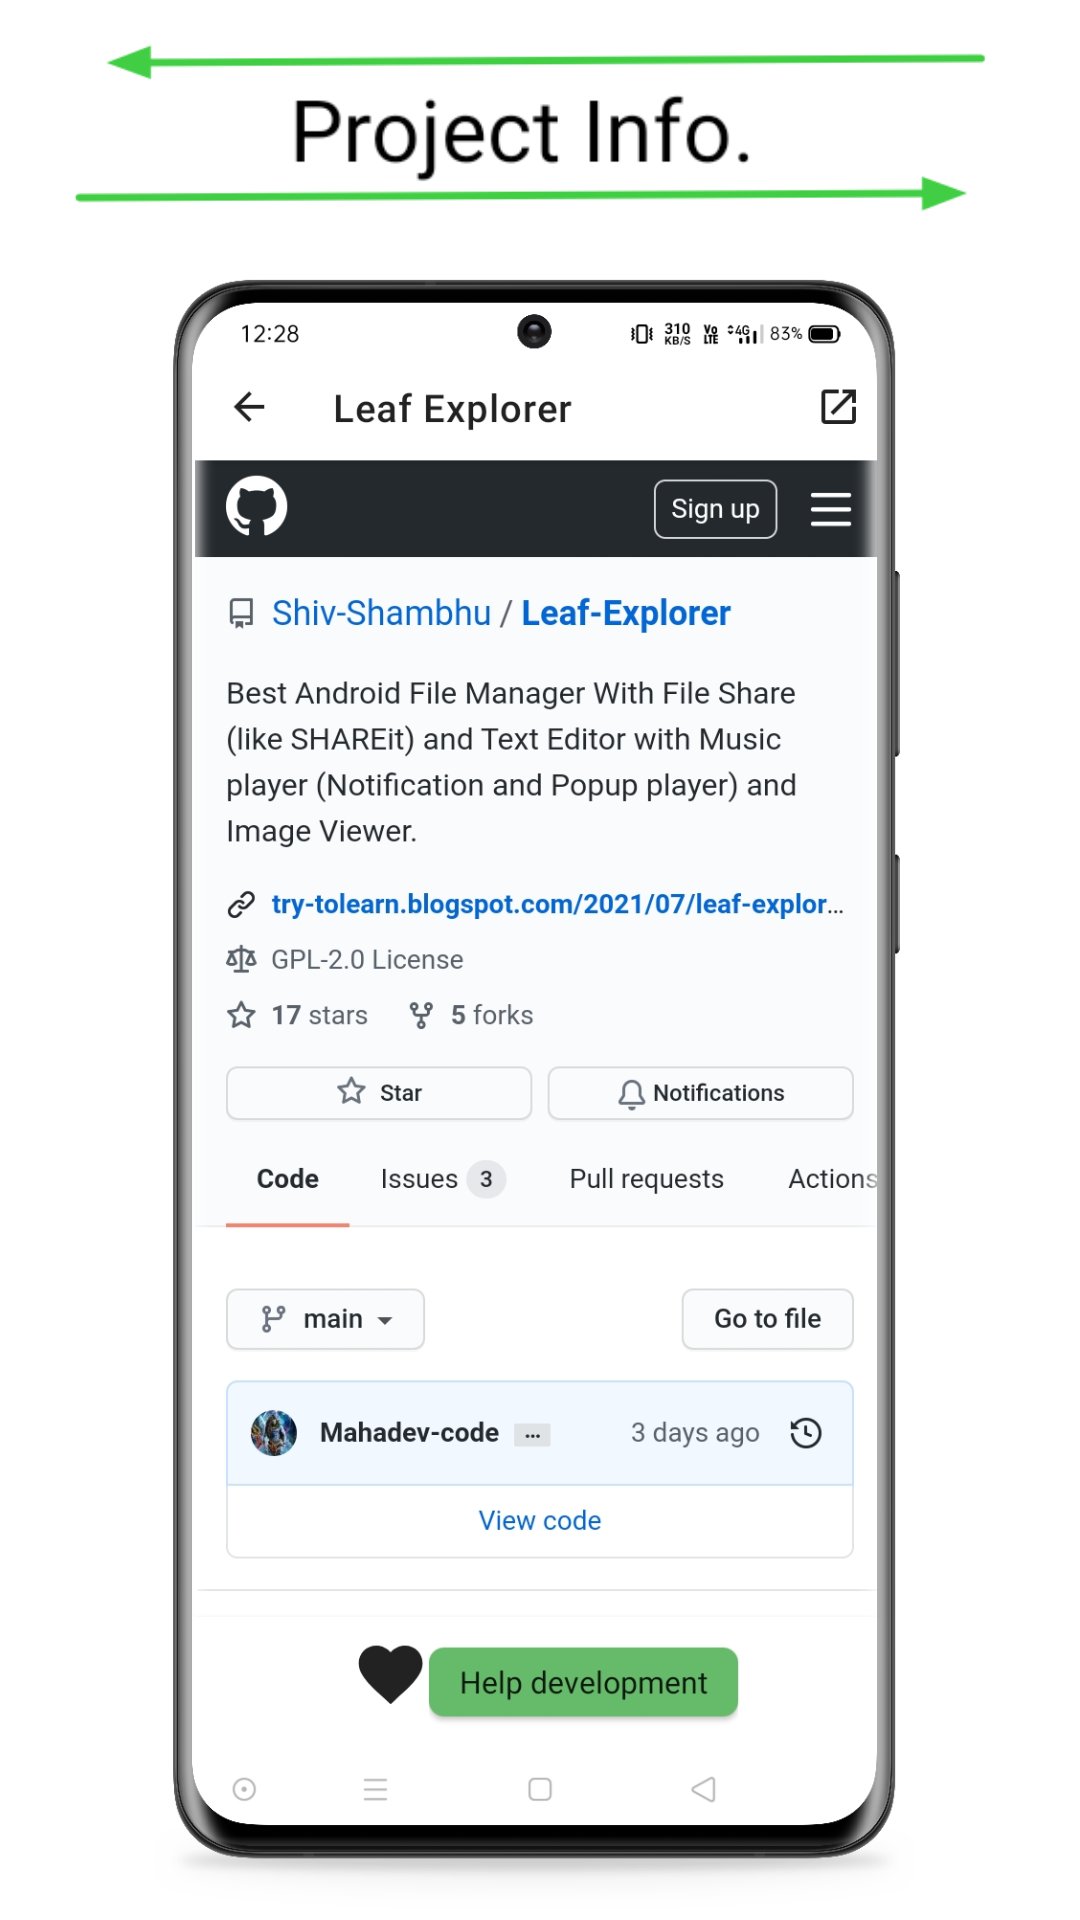 Project Info.
12:28 310 KB/S Vo LTE 4G 83%
Leaf Explorer
Sign up
Shiv-Shambhu / Leaf-Explorer
Best Android File Manager With File Share
(like SHAREit) and Text Editor with Music
player (Notification and Popup player) and
Image Viewer.
try-tolearn.blogspot.com/2021/07/leaf-explor...
GPL-2.0 License
17 stars 5 forks
Star Notifications
Code Issues 3 Pull requests Actions
main Go to file
Mahadev-code ... 3 days ago
View code
Help development